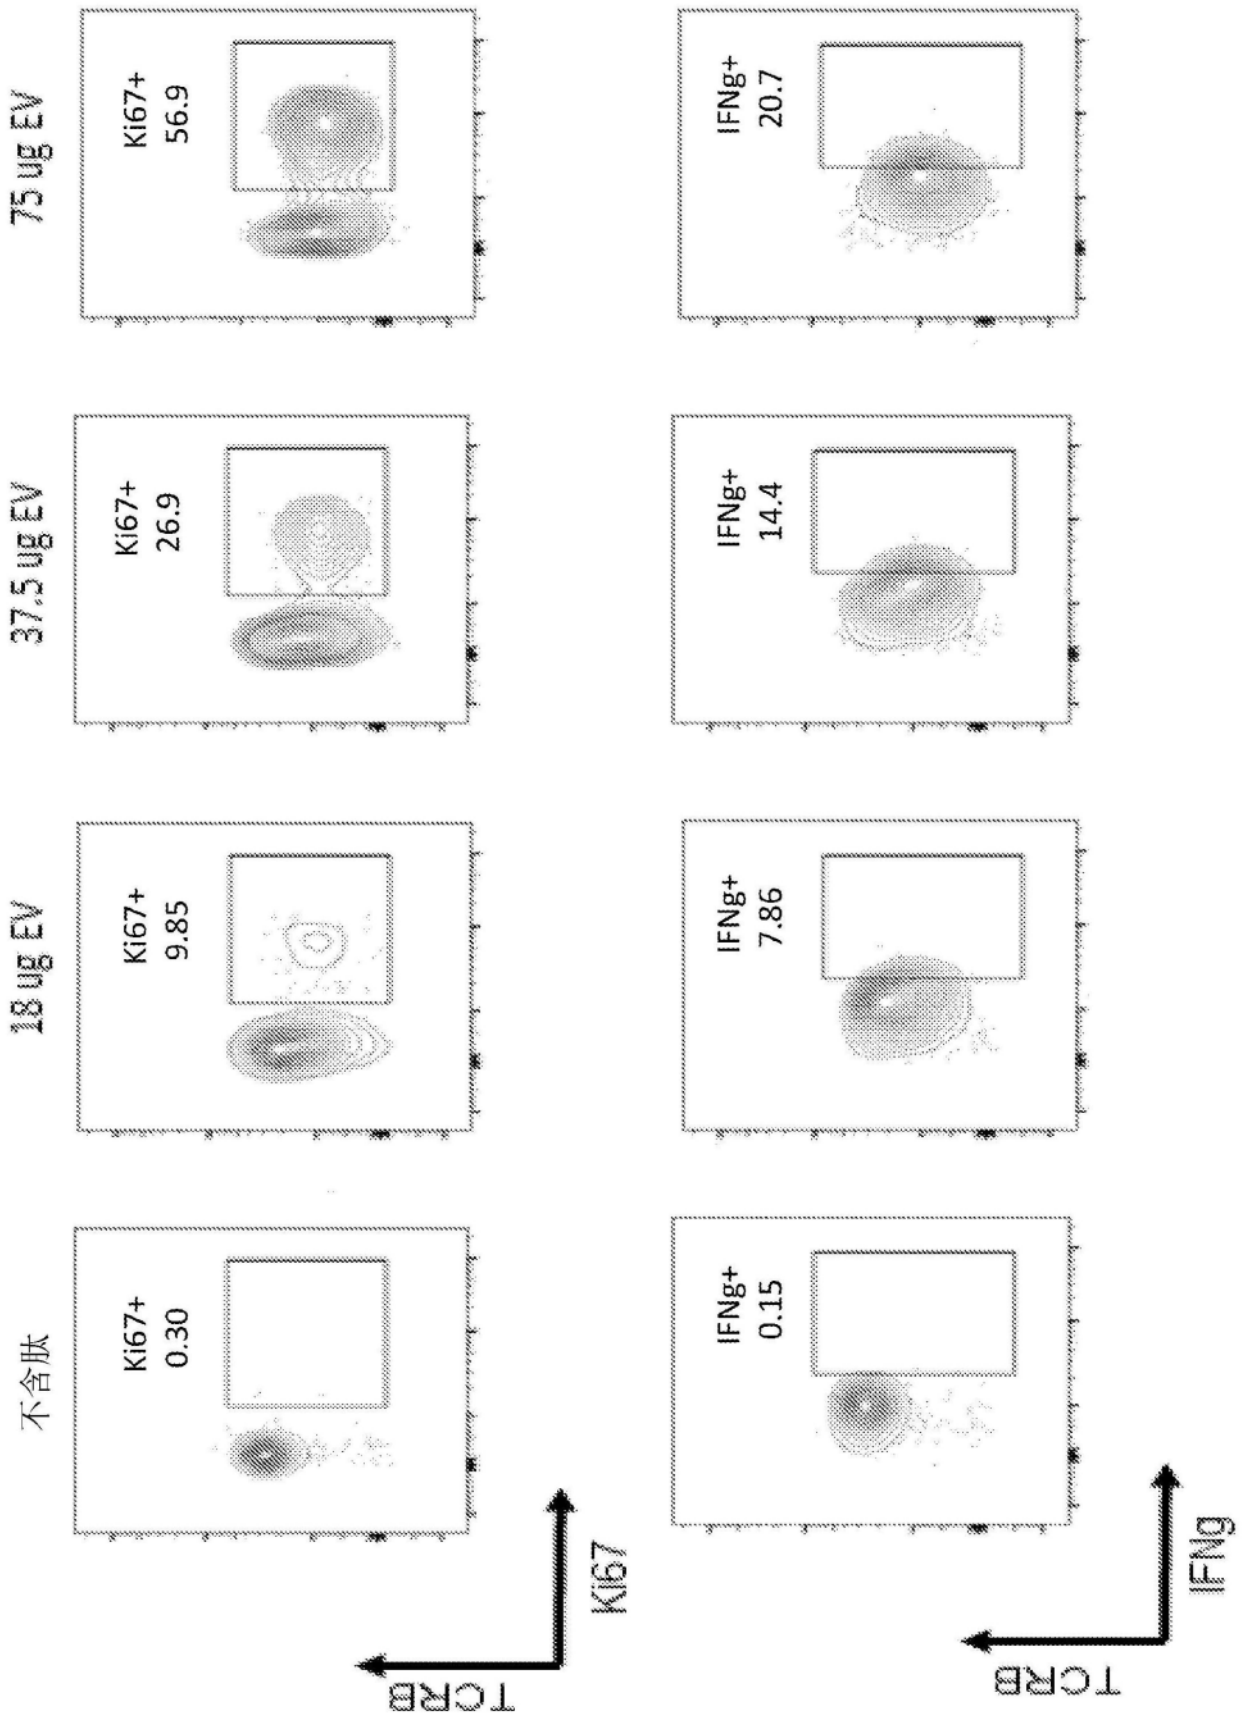 不含肽
18 ug EV
37.5 ug EV
75 ug EV
Ki67+
0.30
Ki67+
9.85
Ki67+
26.9
Ki67+
56.9
TCRB
Ki67
IFNg+
0.15
IFNg+
7.86
IFNg+
14.4
IFNg+
20.7
TCRB
IFNg